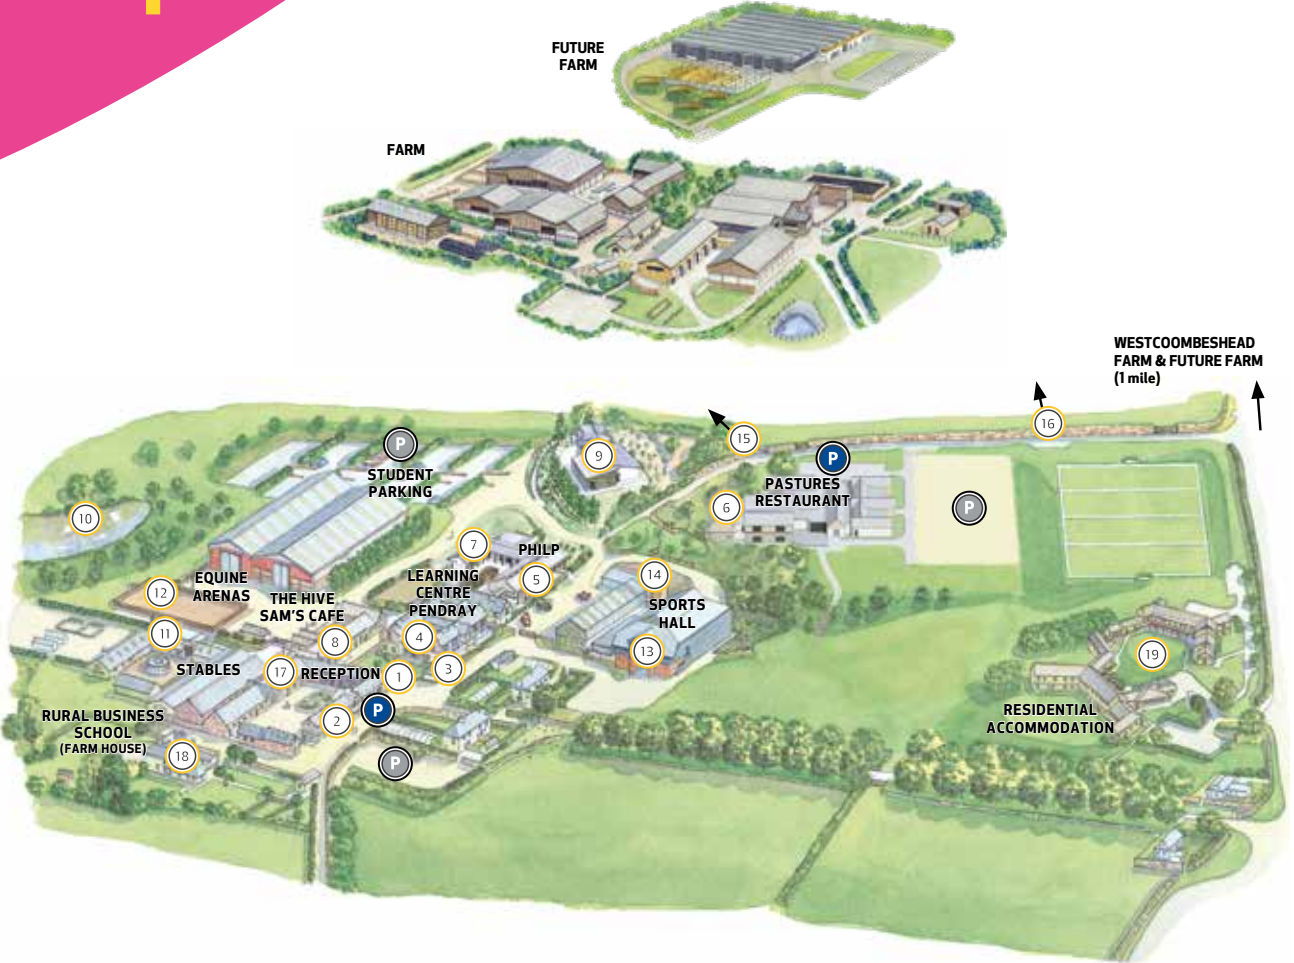 FUTURE
FARM
FARM
WESTCOOMBESHEAD
FARM & FUTURE FARM
(1 mile)
16
15
P
STUDENT
PARKING
9
P
PASTURES
RESTAURANT
6
P
10
7
PHILP
5
14
LEARNING
CENTRE
PENDRAY
EQUINE
ARENAS
12
THE HIVE
SAM'S CAFE
SPORTS
HALL
11
8
4
13
19
STABLES
17
RECEPTION
1
3
2
P
RURAL BUSINESS
SCHOOL
(FARM HOUSE)
18
P
RESIDENTIAL
ACCOMMODATION